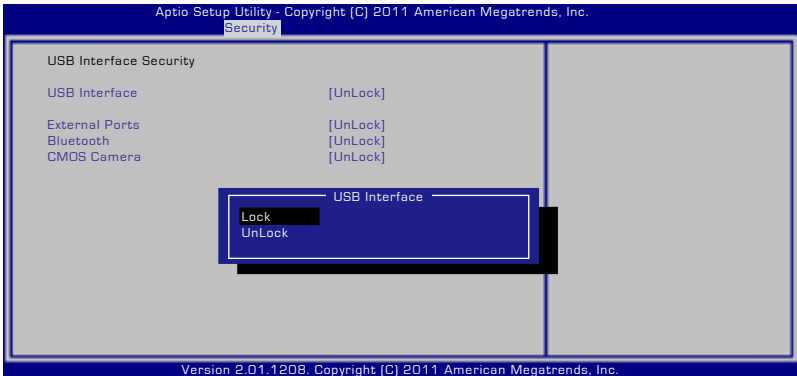 Aptio Setup Utility - Copyright (C) 2011 American Megatrends, Inc.
Security
USB Interface Security
USB Interface [UnLock]
External Ports [UnLock]
Bluetooth [UnLock]
CMOS Camera [UnLock]
USB Interface
Lock
UnLock
Version 2.01.1208. Copyright (C) 2011 American Megatrends, Inc.